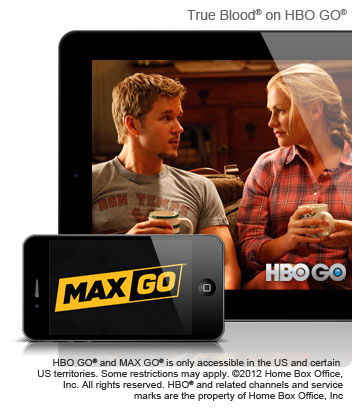 True Blood® on HBO GO®
BON TEMPS
HBO GO
MAX GO
HBO GO® and MAX GO® is only accessible in the US and certain
US territories. Some restrictions may apply. ©2012 Home Box Office,
Inc. All rights reserved. HBO® and related channels and service
marks are the property of Home Box Office, Inc